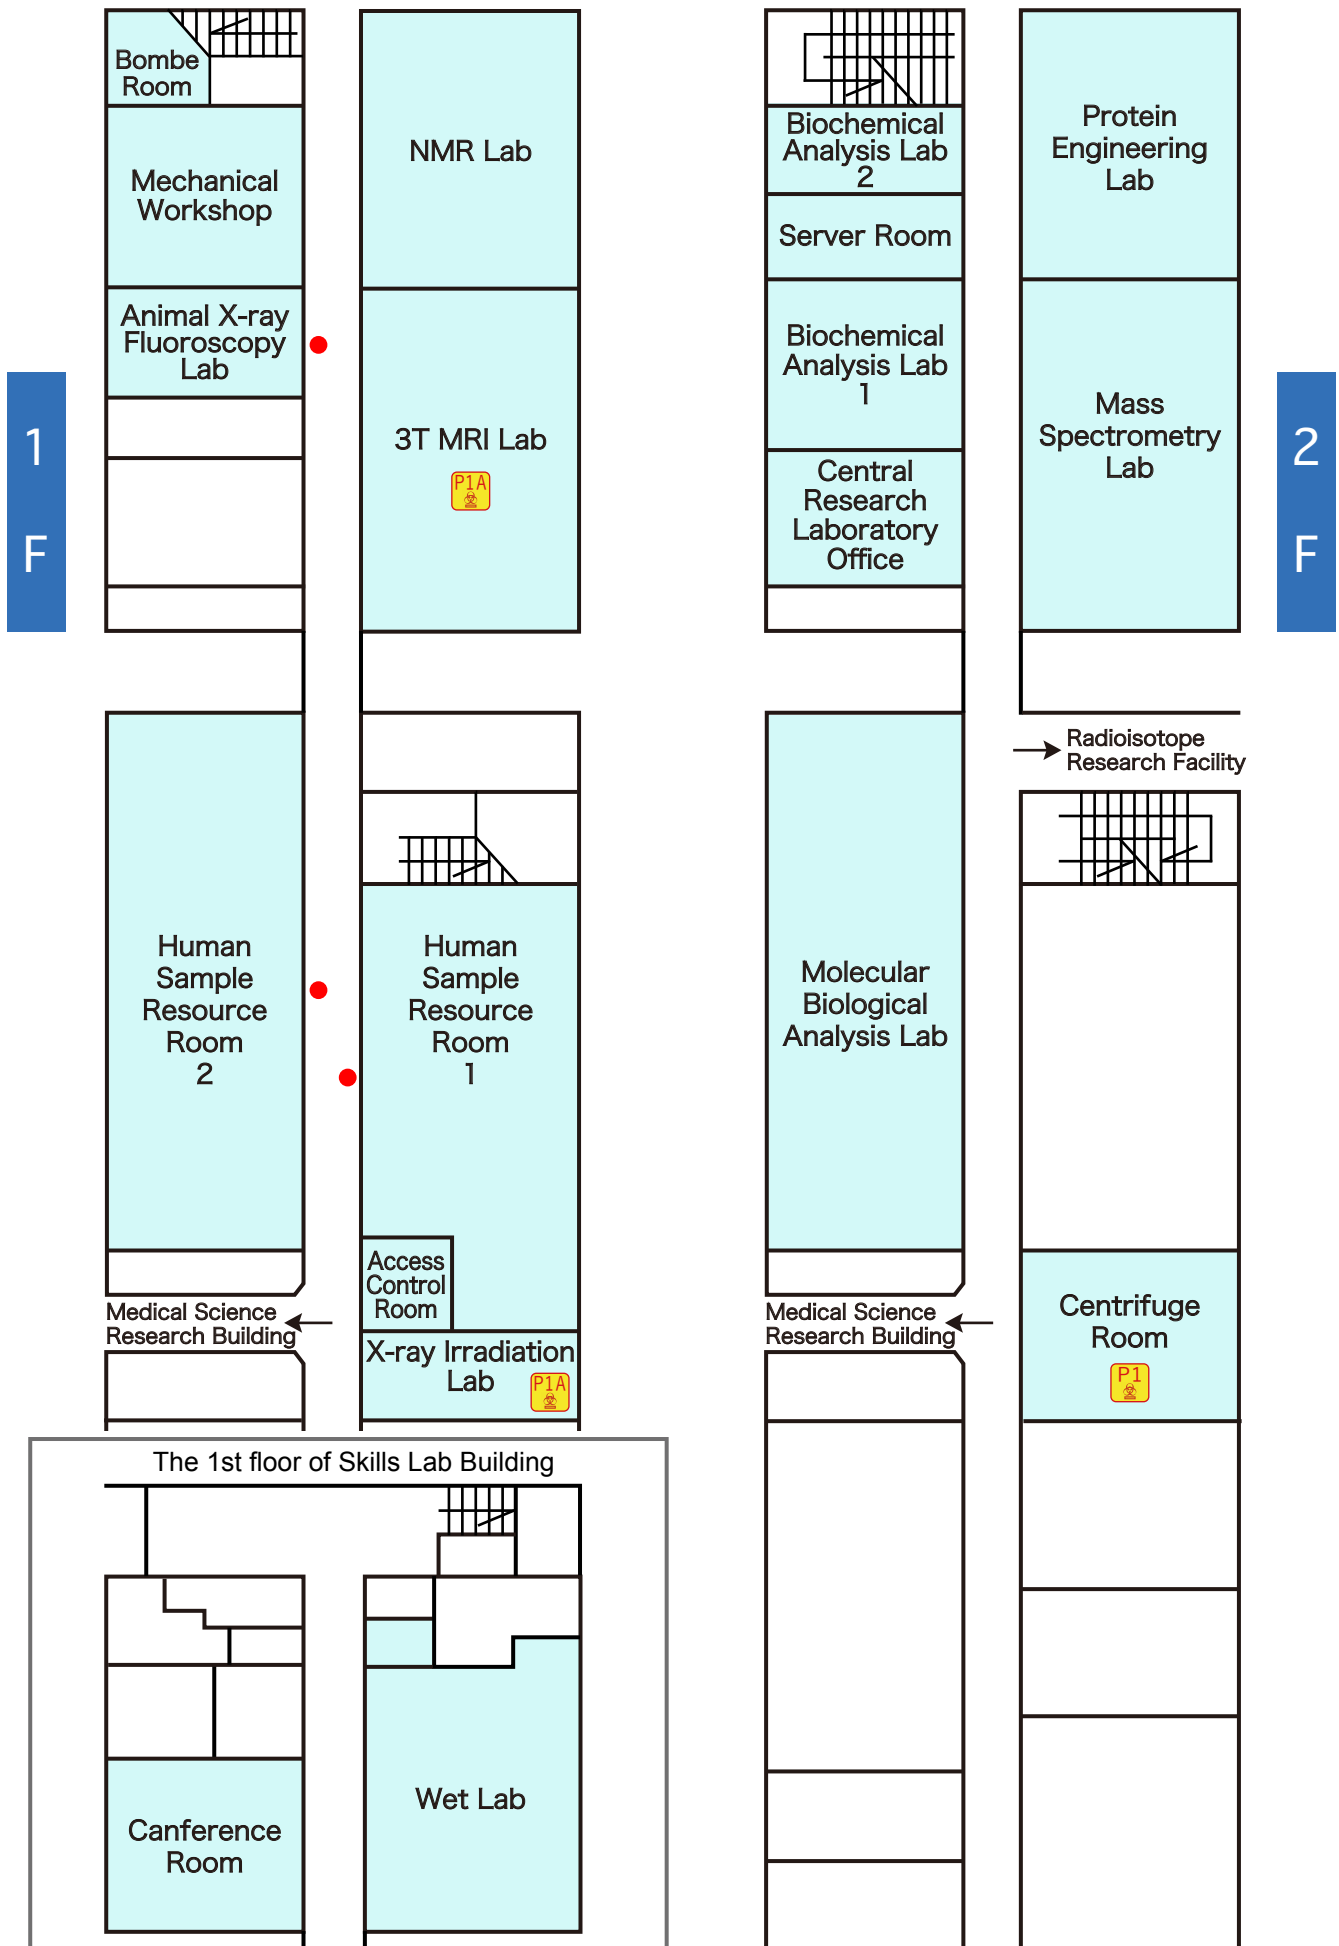 1
F
Bombe
Room
Mechanical
Workshop
Animal X-ray
Fluoroscopy
Lab
NMR Lab
3T MRI Lab
P1A
Human
Sample
Resource
Room
2
Human
Sample
Resource
Room
1
Access
Control
Room
Medical Science
Research Building
X-ray Irradiation
Lab
P1A
The 1st floor of Skills Lab Building
Canference
Room
Wet Lab
Biochemical
Analysis Lab
2
Server Room
Biochemical
Analysis Lab
1
Central
Research
Laboratory
Office
Protein
Engineering
Lab
Mass
Spectrometry
Lab
2
F
Radioisotope
Research Facility
Molecular
Biological
Analysis Lab
Medical Science
Research Building
Centrifuge
Room
P1